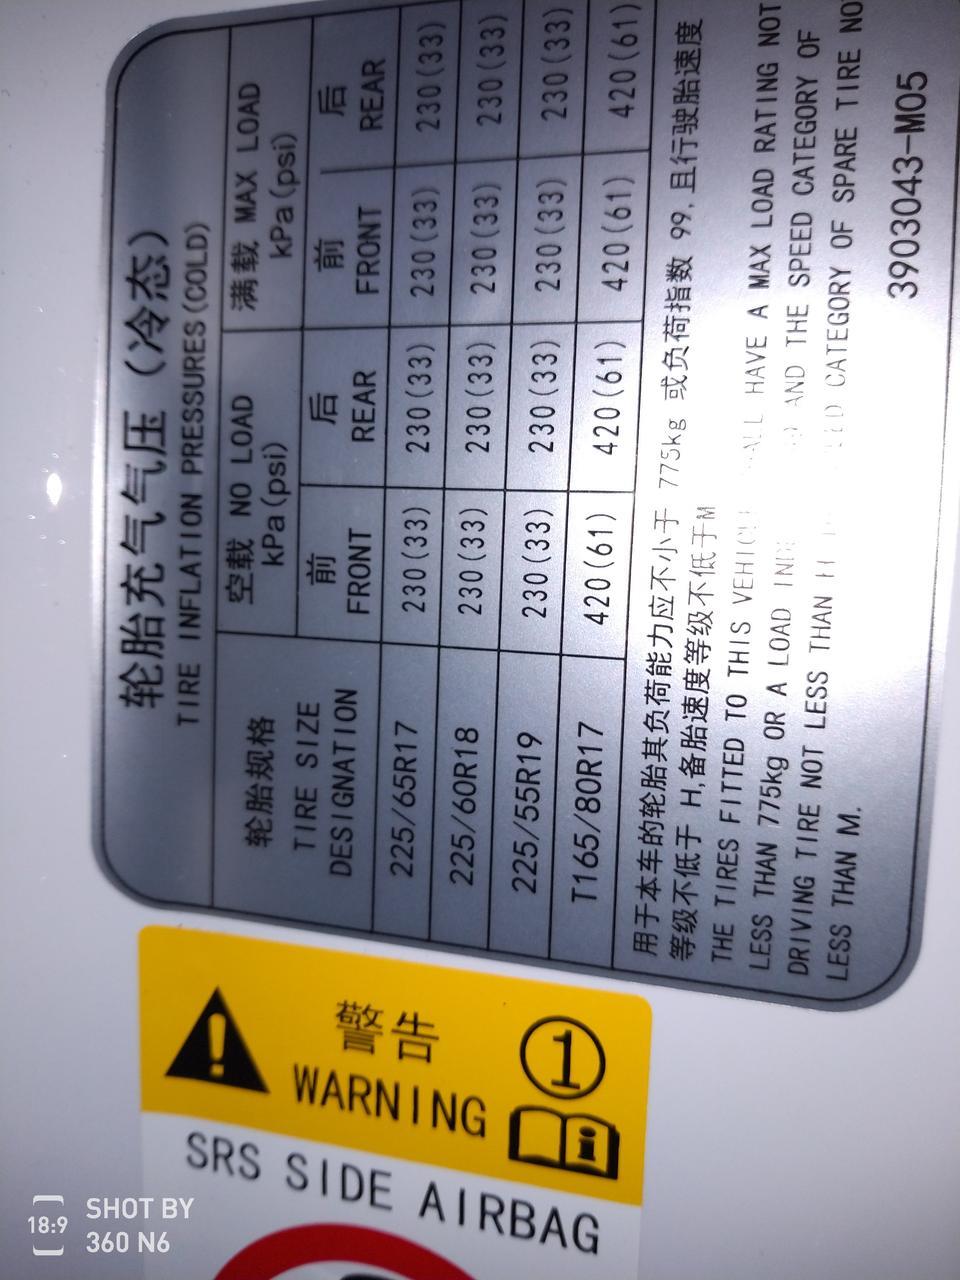 轮胎充气气压（冷态）
TIRE INFLATION PRESSURES(COLD)
轮胎规格
TIRE SIZE
DESIGNATION
空载 NO LOAD
kPa(psi)
满载 MAX LOAD
kPa(psi)
前
FRONT
后
REAR
前
FRONT
后
REAR
225/65R17 230(33) 230(33) 230(33) 230(33)
225/60R18 230(33) 230(33) 230(33) 230(33)
225/55R19 230(33) 230(33) 230(33) 230(33)
T165/80R17 420(61) 420(61) 420(61) 420(61)
用于本车的轮胎其负荷能力应不小于 775kg 或负荷指数 99,且行驶胎速度
等级不低于 H,备胎速度等级不低于M
THE TIRES FITTED TO THIS HAVE A MAX LOAD RATING NOT
LESS THAN 775kg OR A LOAD AND THE SPEED CATEGORY OF
DRIVING TIRE NOT LESS THAN H CATEGORY OF SPARE TIRE NOT
LESS THAN M.
3903043-M05
警告
WARNING
1
i
SRS SIDE AIRBAG
18:9
SHOT BY
360 N6